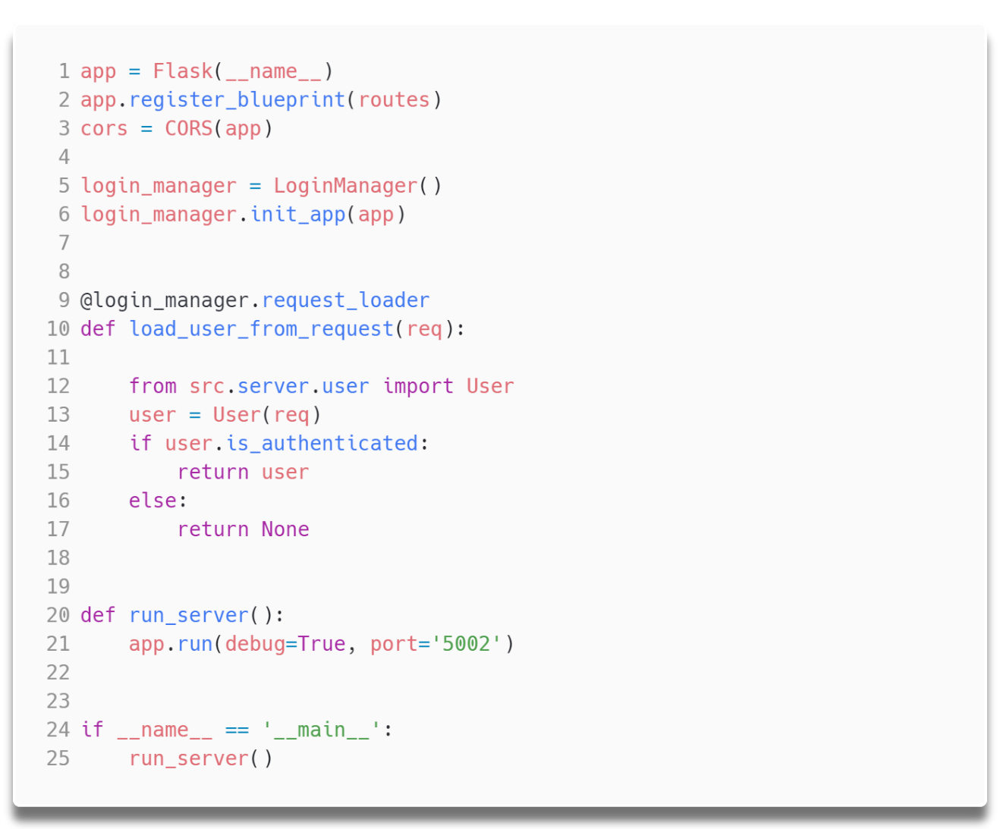 1 app = Flask(__name__)
2 app.register_blueprint(routes)
3 cors = CORS(app)
4
5 login_manager = LoginManager()
6 login_manager.init_app(app)
7
8
9 @login_manager.request_loader
10 def load_user_from_request(req):
11
12     from src.server.user import User
13     user = User(req)
14     if user.is_authenticated:
15         return user
16     else:
17         return None
18
19
20 def run_server():
21     app.run(debug=True, port='5002')
22
23
24 if __name__ == '__main__':
25     run_server()